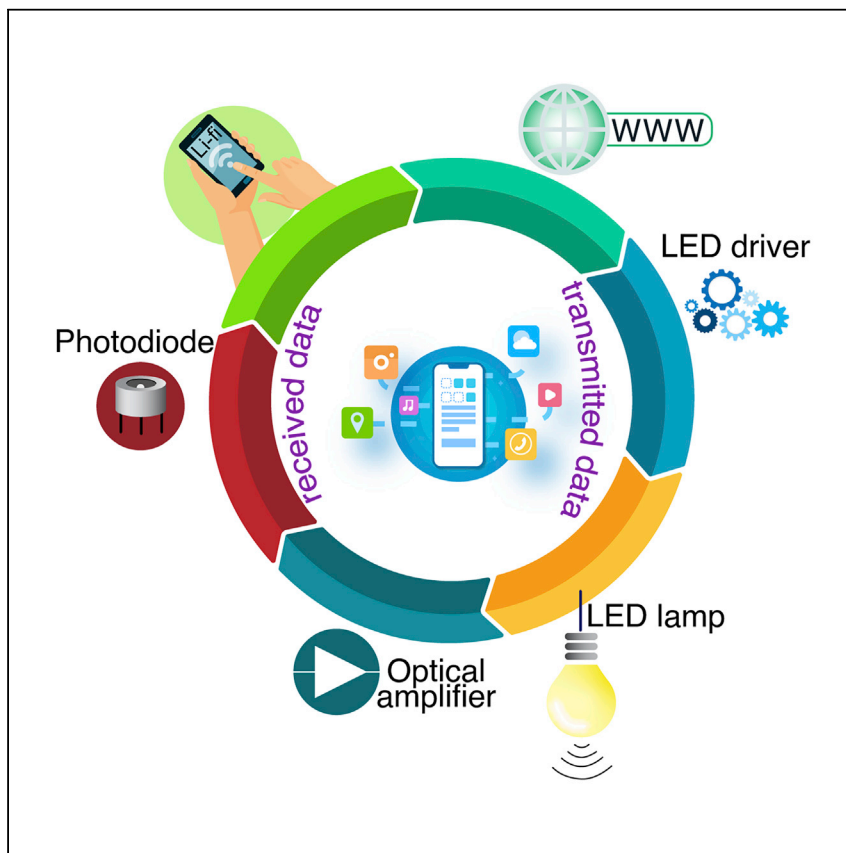 Li-fi
WWW
LED driver
transmitted data
LED lamp
Optical
amplifier
Photodiode
received data